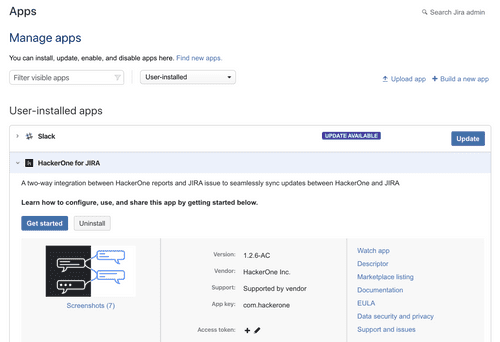 Apps
Search Jira admin
Manage apps
You can install, update, enable, and disable apps here. Find new apps.
Filter visible apps
User-installed
Upload app
Build a new app
User-installed apps
Slack
UPDATE AVAILABLE
Update
HackerOne for JIRA
A two-way integration between HackerOne reports and JIRA issue to seamlessly sync updates between HackerOne and JIRA
Learn how to configure, use, and share this app by getting started below.
Get started
Uninstall
Screenshots (7)
Version: 1.2.6-AC
Vendor: HackerOne Inc.
Support: Supported by vendor
App key: com.hackerone
Access token:
Watch app
Descriptor
Marketplace listing
Documentation
EULA
Data security and privacy
Support and issues